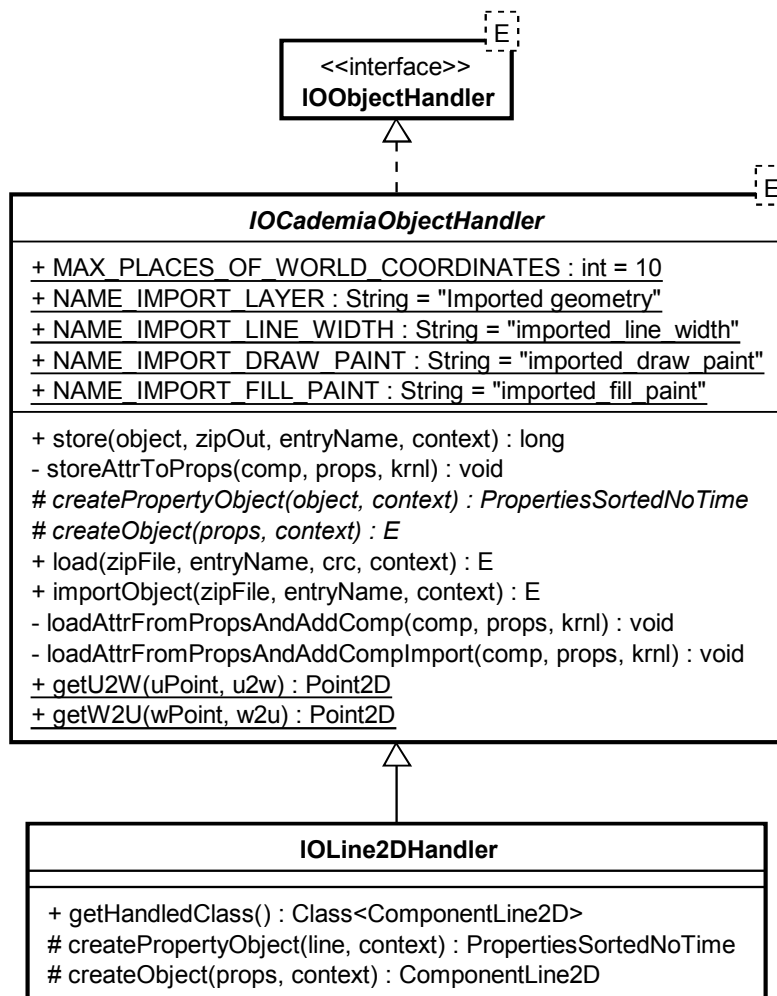 E
<<interface>>
IOObjectHandler
E
IOCademiaObjectHandler
+ MAX_PLACES_OF_WORLD_COORDINATES : int = 10
+ NAME_IMPORT_LAYER : String = "Imported geometry"
+ NAME_IMPORT_LINE_WIDTH : String = "imported_line_width"
+ NAME_IMPORT_DRAW_PAINT : String = "imported_draw_paint"
+ NAME_IMPORT_FILL_PAINT : String = "imported_fill_paint"
+ store(object, zipOut, entryName, context) : long
- storeAttrToProps(comp, props, krnl) : void
# createPropertyObject(object, context) : PropertiesSortedNoTime
# createObject(props, context) : E
+ load(zipFile, entryName, crc, context) : E
+ importObject(zipFile, entryName, context) : E
- loadAttrFromPropsAndAddComp(comp, props, krnl) : void
- loadAttrFromPropsAndAddCompImport(comp, props, krnl) : void
+ getU2W(uPoint, u2w) : Point2D
+ getW2U(wPoint, w2u) : Point2D
IOLine2DHandler
+ getHandledClass() : Class<ComponentLine2D>
# createPropertyObject(line, context) : PropertiesSortedNoTime
# createObject(props, context) : ComponentLine2D